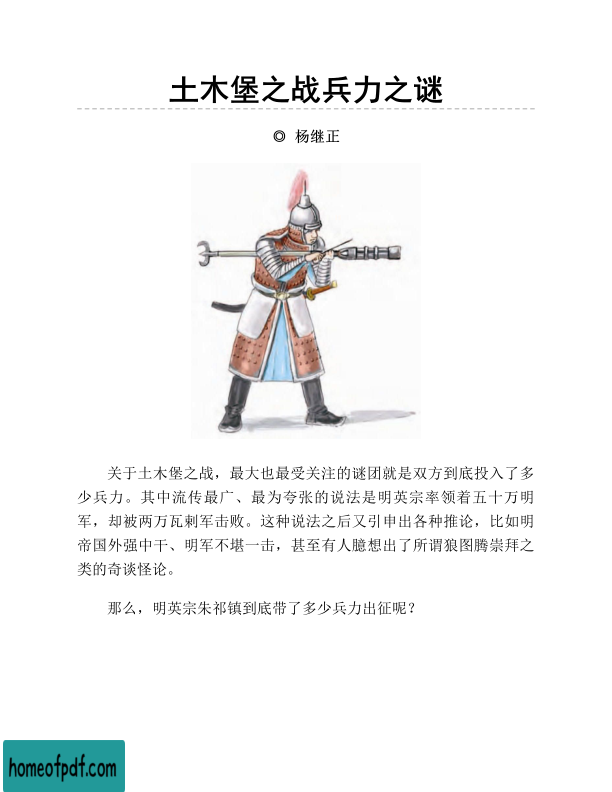 土木堡之战兵力之谜
◎ 杨继正
关于土木堡之战，最大也最受关注的谜团就是双方到底投入了多
少兵力。其中流传最广、最为夸张的说法是明英宗率领着五十万明
军，却被两万瓦剌军击败。这种说法之后又引申出各种推论，比如明
帝国外强中干、明军不堪一击，甚至有人臆想出了所谓狼图腾崇拜之
类的奇谈怪论。
那么，明英宗朱祁镇到底带了多少兵力出征呢？
homeofpdf.com